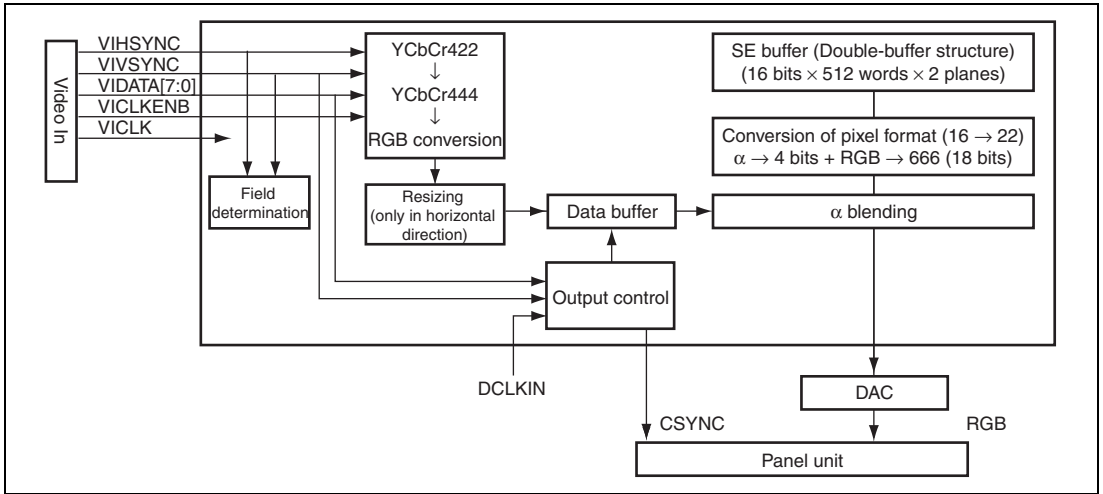 Video In
VIHSYNC
VIVSYNC
VIDATA[7:0]
VICLKENB
VICLK
Field
determination
YCbCr422
↓
YCbCr444
↓
RGB conversion
Resizing
(only in horizontal
direction)
Data buffer
Output control
DCLKIN
SE buffer (Double-buffer structure)
(16 bits × 512 words × 2 planes)
Conversion of pixel format (16 → 22)
α → 4 bits + RGB → 666 (18 bits)
α blending
DAC
CSYNC
RGB
Panel unit